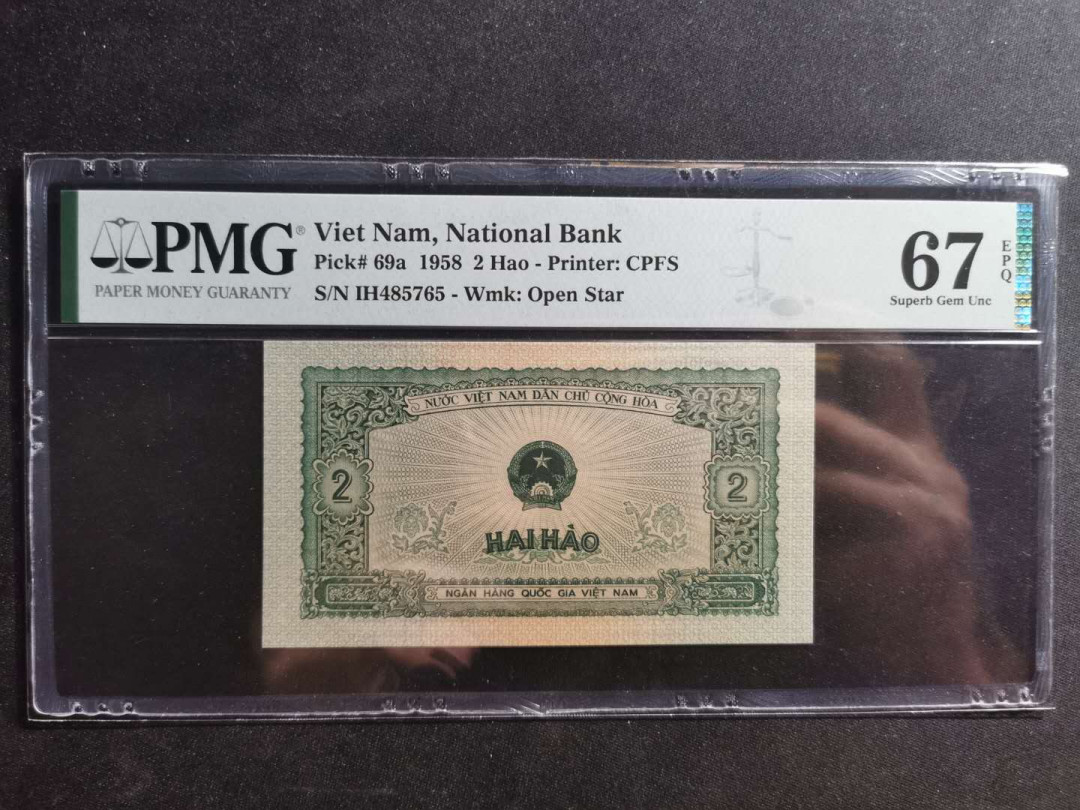 PMG®
PAPER MONEY GUARANTY
Viet Nam, National Bank
Pick# 69a 1958 2 Hao - Printer: CPFS
S/N IH485765 - Wmk: Open Star
67
EPQ
Superb Gem Unc
NƯỚC VIỆT NAM DÂN CHỦ CỘNG HÒA
2
2
HAI HÀO
NGÂN HÀNG QUỐC GIA VIỆT NAM